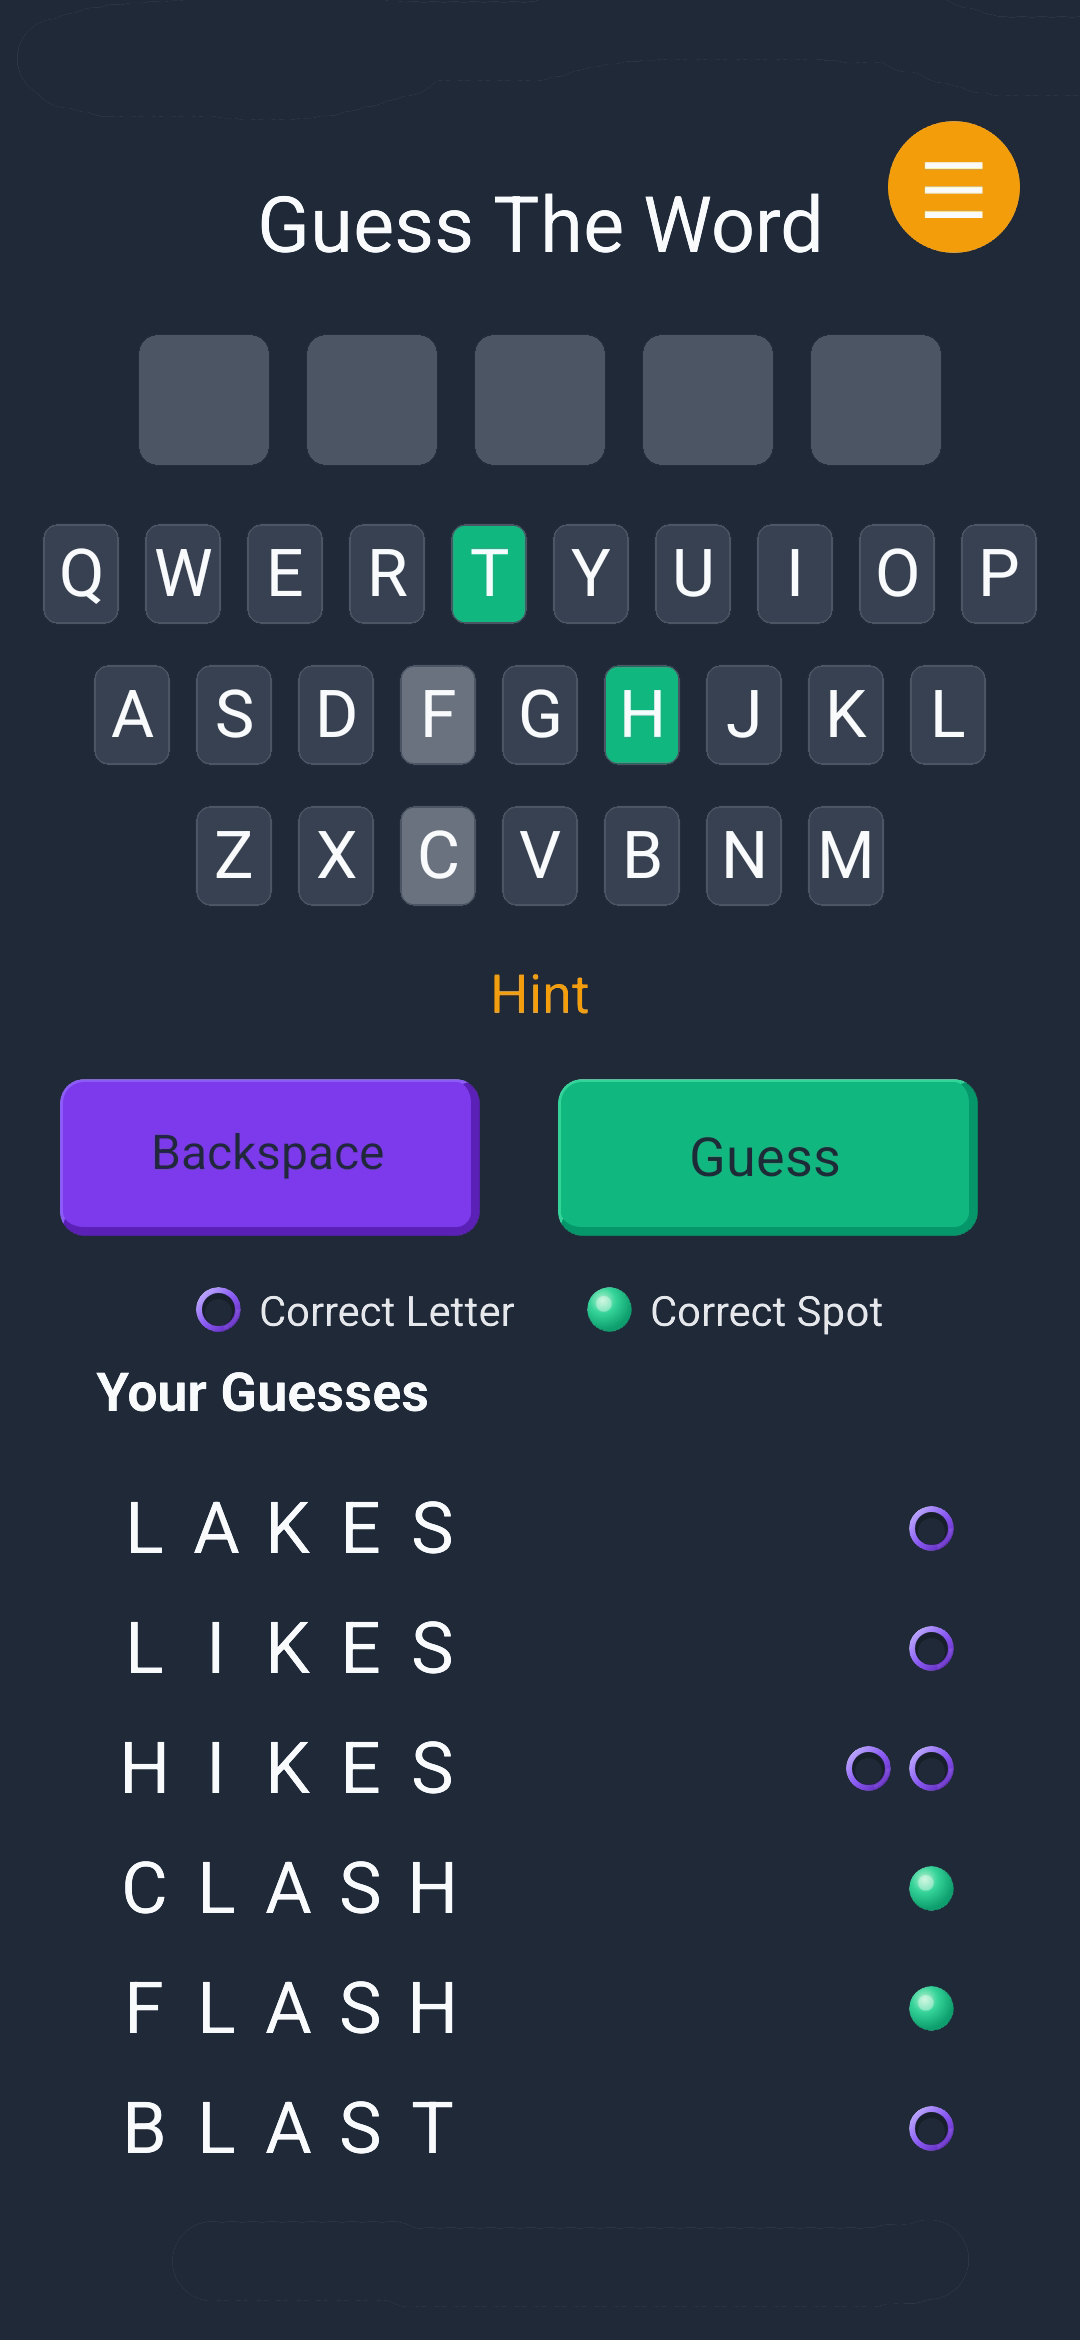 Guess The Word
Q W E R T Y U I O P
A S D F G H J K L
Z X C V B N M
Hint
Backspace Guess
Correct Letter Correct Spot
Your Guesses
L A K E S
L I K E S
H I K E S
C L A S H
F L A S H
B L A S T